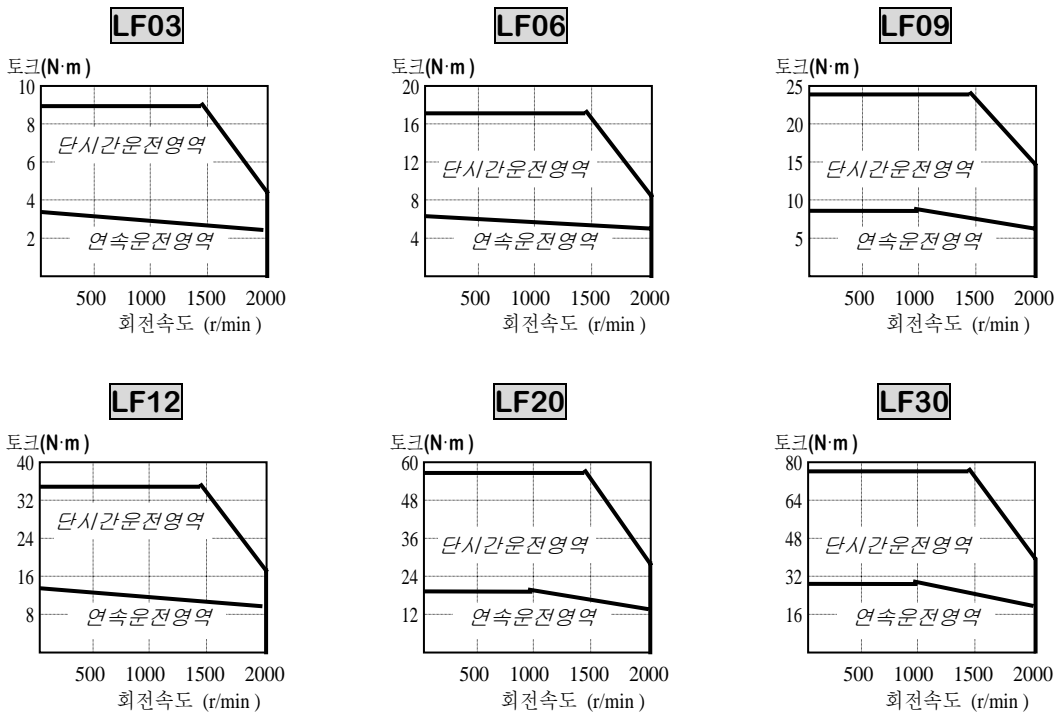 LF03
토크(N·m )
10
8
6
4
2
단시간운전영역
연속운전영역
500 1000 1500 2000
회전속도 (r/min )
LF06
토크(N·m )
20
16
12
8
4
단시간운전영역
연속운전영역
500 1000 1500 2000
회전속도 (r/min )
LF09
토크(N·m )
25
20
15
10
5
단시간운전영역
연속운전영역
500 1000 1500 2000
회전속도 (r/min )
LF12
토크(N·m )
40
32
24
16
8
단시간운전영역
연속운전영역
500 1000 1500 2000
회전속도 (r/min )
LF20
토크(N·m )
60
48
36
24
12
단시간운전영역
연속운전영역
500 1000 1500 2000
회전속도 (r/min )
LF30
토크(N·m )
80
64
48
32
16
단시간운전영역
연속운전영역
500 1000 1500 2000
회전속도 (r/min )